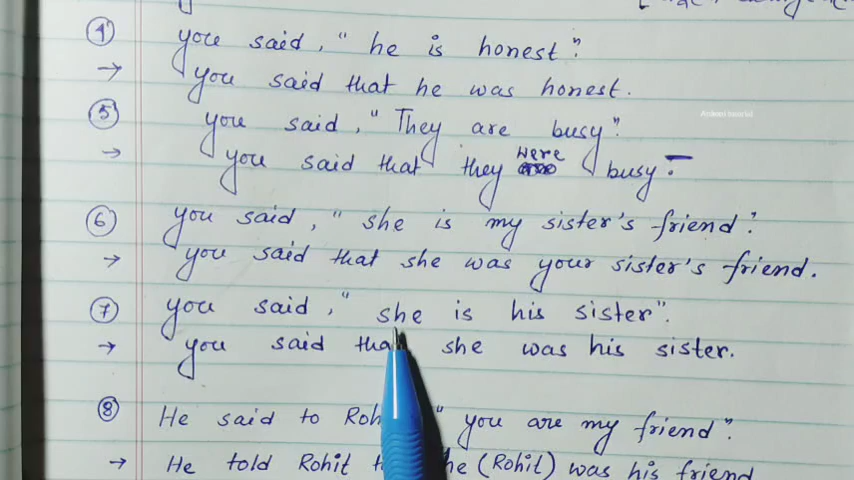 ④ you said, " he is honest".
→ you said that he was honest.
⑤ you said, "They are busy".
→ you said that they were busy.
⑥ you said, " she is my sister's friend".
→ you said that she was your sister's friend.
⑦ you said, " she is his sister".
→ you said that she was his sister.
⑧ He said to " you are my friend".
→ He told Rohit he (Rohit) was his friend